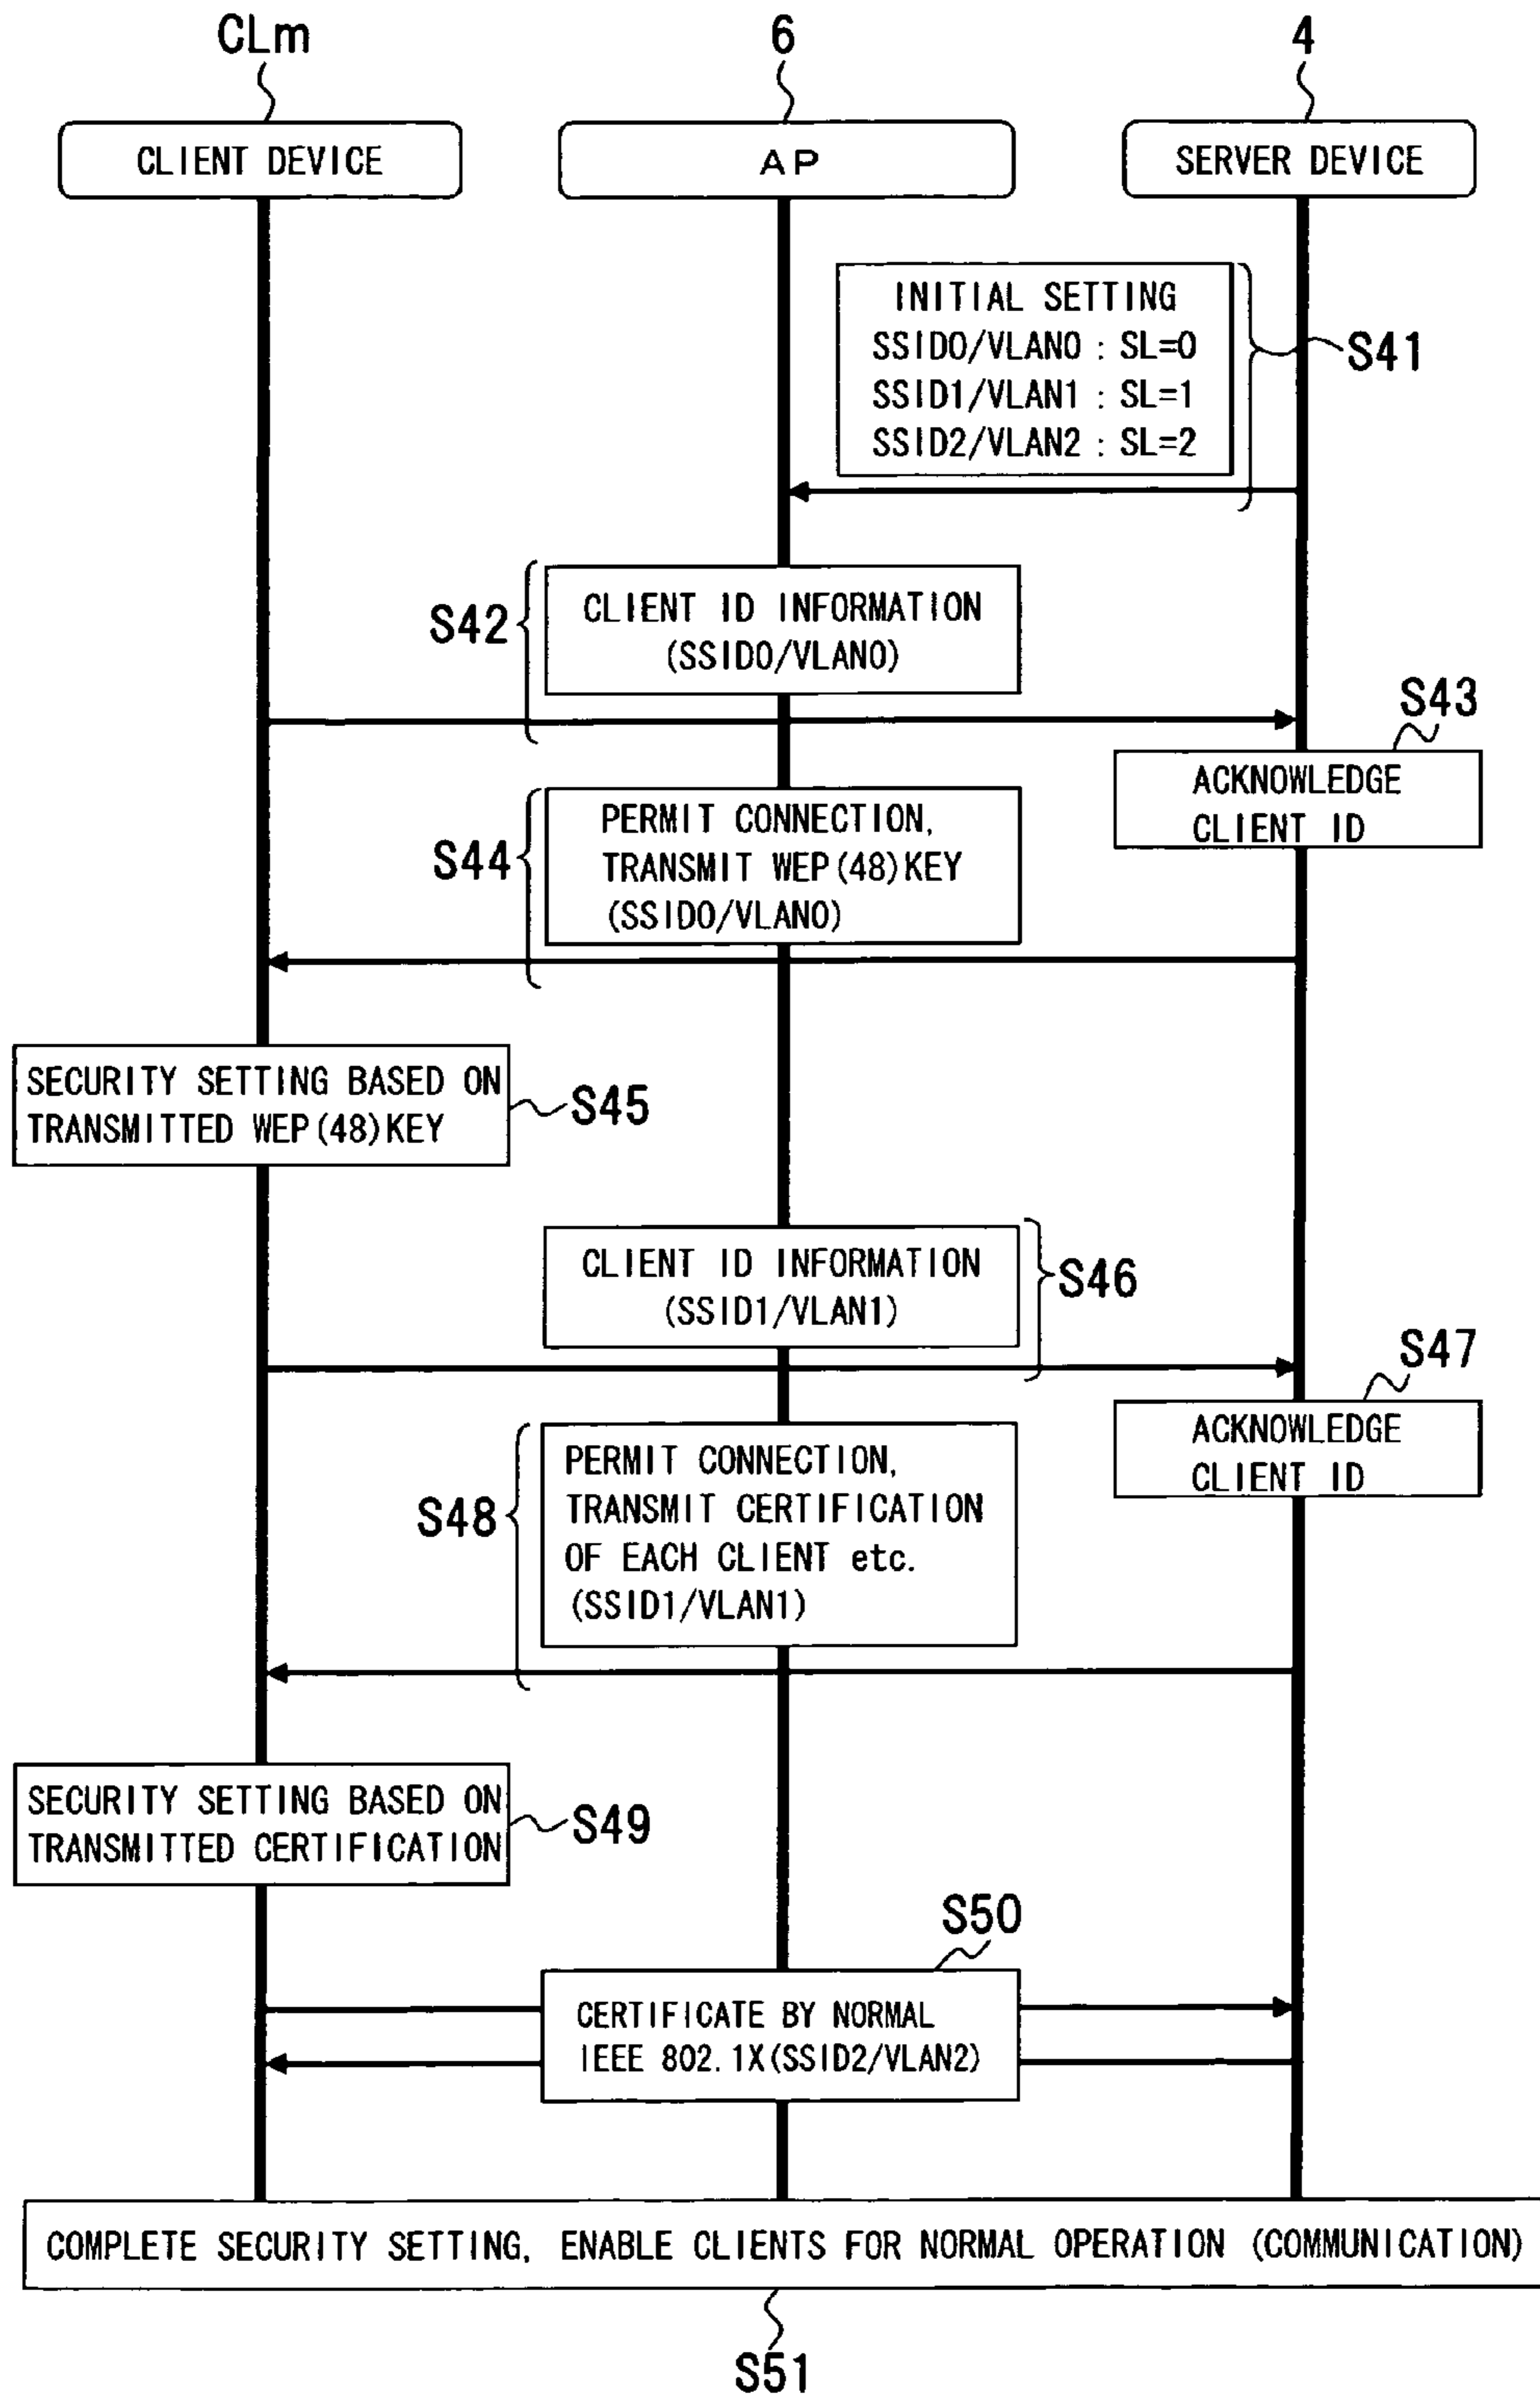 CLm
6
4
CLIENT DEVICE
AP
SERVER DEVICE
INITIAL SETTING
SSID0/VLAN0 : SL=0
SSID1/VLAN1 : SL=1
SSID2/VLAN2 : SL=2
S41
S42
CLIENT ID INFORMATION
(SSID0/VLAN0)
S43
ACKNOWLEDGE
CLIENT ID
S44
PERMIT CONNECTION,
TRANSMIT WEP(48)KEY
(SSID0/VLAN0)
SECURITY SETTING BASED ON
TRANSMITTED WEP(48)KEY
S45
CLIENT ID INFORMATION
(SSID1/VLAN1)
S46
S47
ACKNOWLEDGE
CLIENT ID
S48
PERMIT CONNECTION,
TRANSMIT CERTIFICATION
OF EACH CLIENT etc.
(SSID1/VLAN1)
SECURITY SETTING BASED ON
TRANSMITTED CERTIFICATION
S49
S50
CERTIFICATE BY NORMAL
IEEE 802.1X(SSID2/VLAN2)
COMPLETE SECURITY SETTING, ENABLE CLIENTS FOR NORMAL OPERATION (COMMUNICATION)
S51